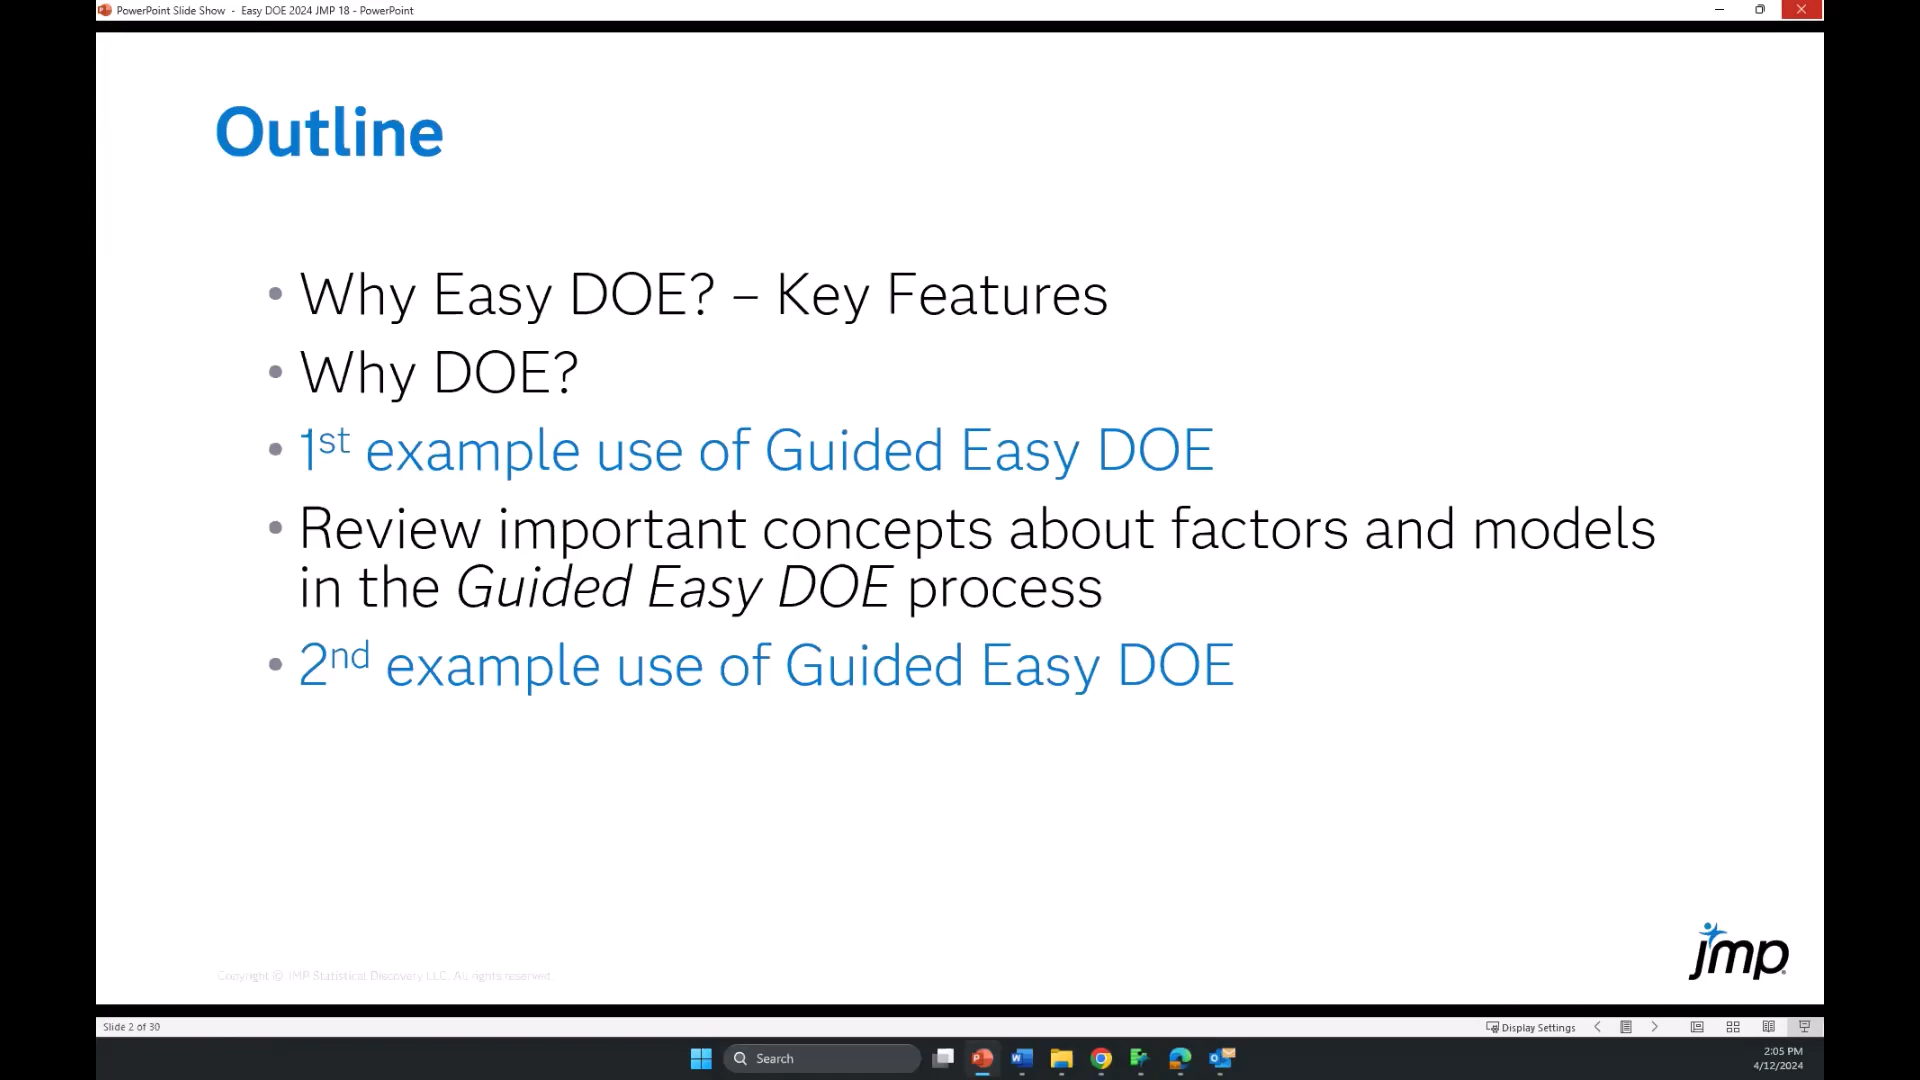 PowerPoint Slide Show - Easy DOE 2024 JMP 18 - PowerPoint
Outline
• Why Easy DOE? – Key Features
• Why DOE?
• 1st example use of Guided Easy DOE
• Review important concepts about factors and models
in the Guided Easy DOE process
• 2nd example use of Guided Easy DOE
Copyright © JMP Statistical Discovery LLC. All rights reserved.
jmp
Slide 2 of 30
Display Settings
Search
2:05 PM
4/12/2024